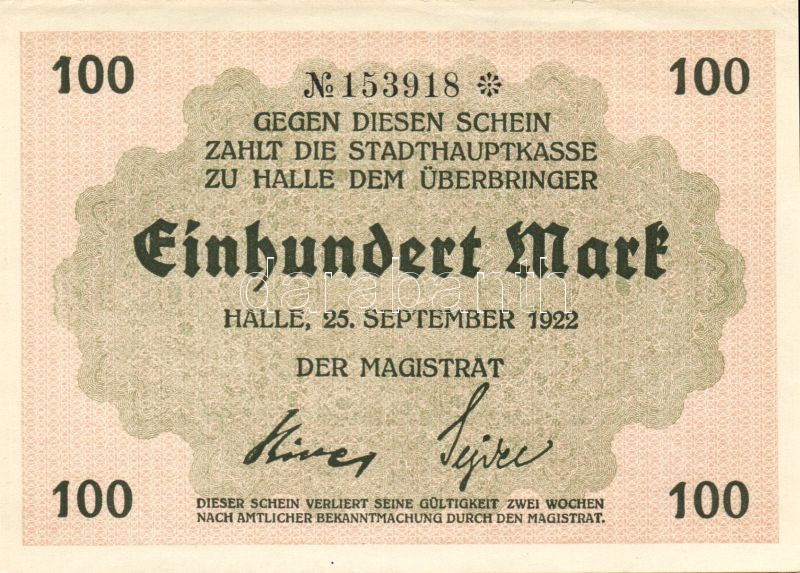 100 № 153918 ❊ 100
GEGEN DIESEN SCHEIN
ZAHLT DIE STADTHAUPTKASSE
ZU HALLE DEM ÜBERBRINGER
Einhundert Mark
darabanth
HALLE, 25. SEPTEMBER 1922
DER MAGISTRAT
100 100
DIESER SCHEIN VERLIERT SEINE GÜLTIGKEIT ZWEI WOCHEN
NACH AMTLICHER BEKANNTMACHUNG DURCH DEN MAGISTRAT.